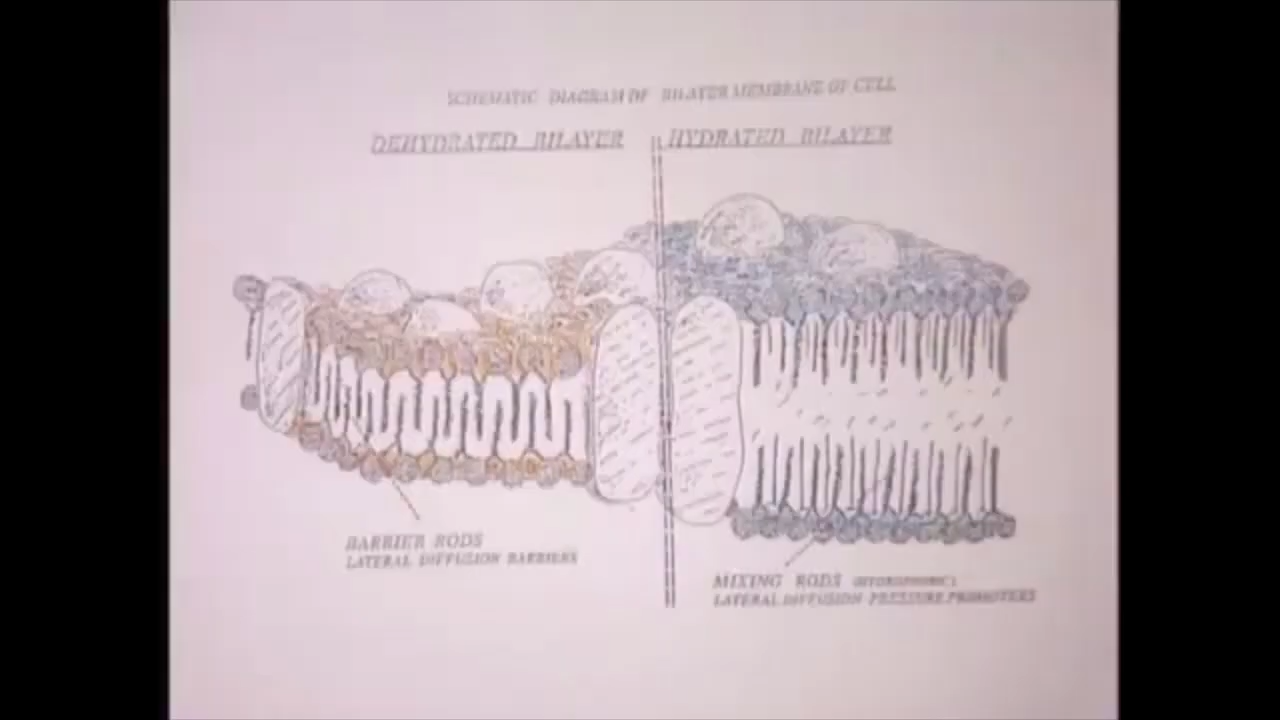 SCHEMATIC DIAGRAM OF BILAYER MEMBRANE OF CELL
DEHYDRATED BILAYER
HYDRATED BILAYER
BARRIER RODS
LATERAL DIFFUSION BARRIERS
MIXING RODS (HYDROPHOBIC)
LATERAL DIFFUSION PRESSURE PROMOTERS